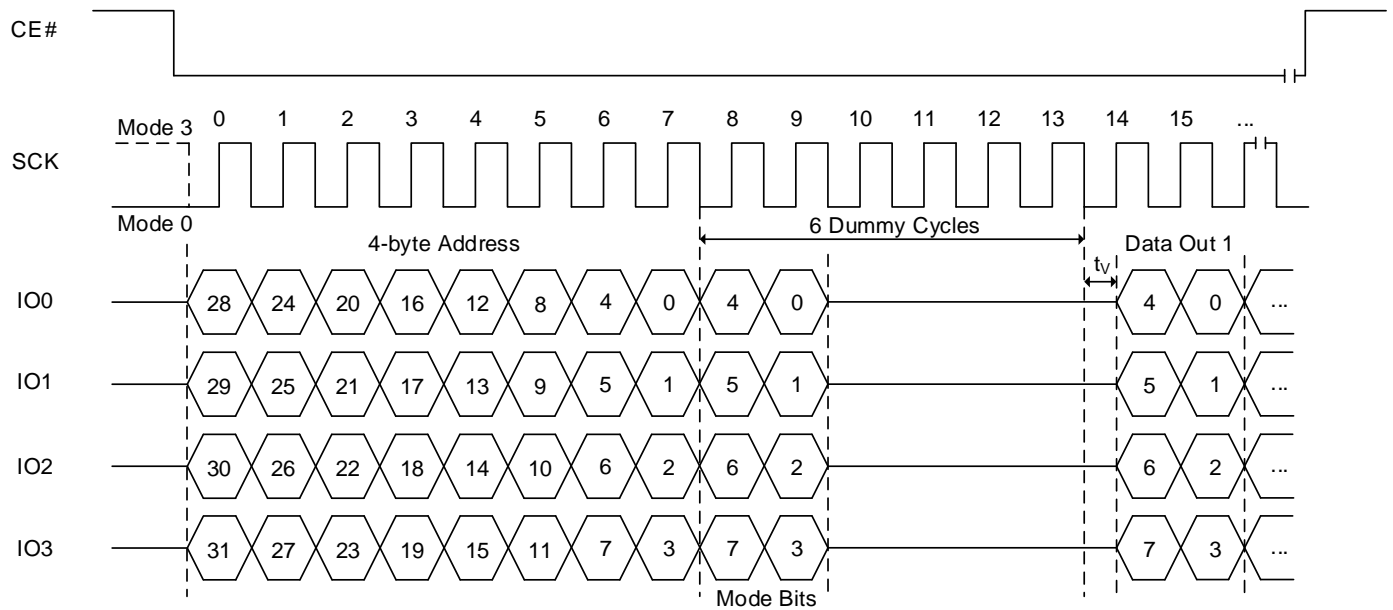 CE#
Mode 3 0 1 2 3 4 5 6 7 8 9 10 11 12 13 14 15 ...
SCK
Mode 0
4-byte Address 6 Dummy Cycles Data Out 1
tV
IO0 28 24 20 16 12 8 4 0 4 0 4 0 ...
IO1 29 25 21 17 13 9 5 1 5 1 5 1 ...
IO2 30 26 22 18 14 10 6 2 6 2 6 2 ...
IO3 31 27 23 19 15 11 7 3 7 3 7 3 ...
Mode Bits